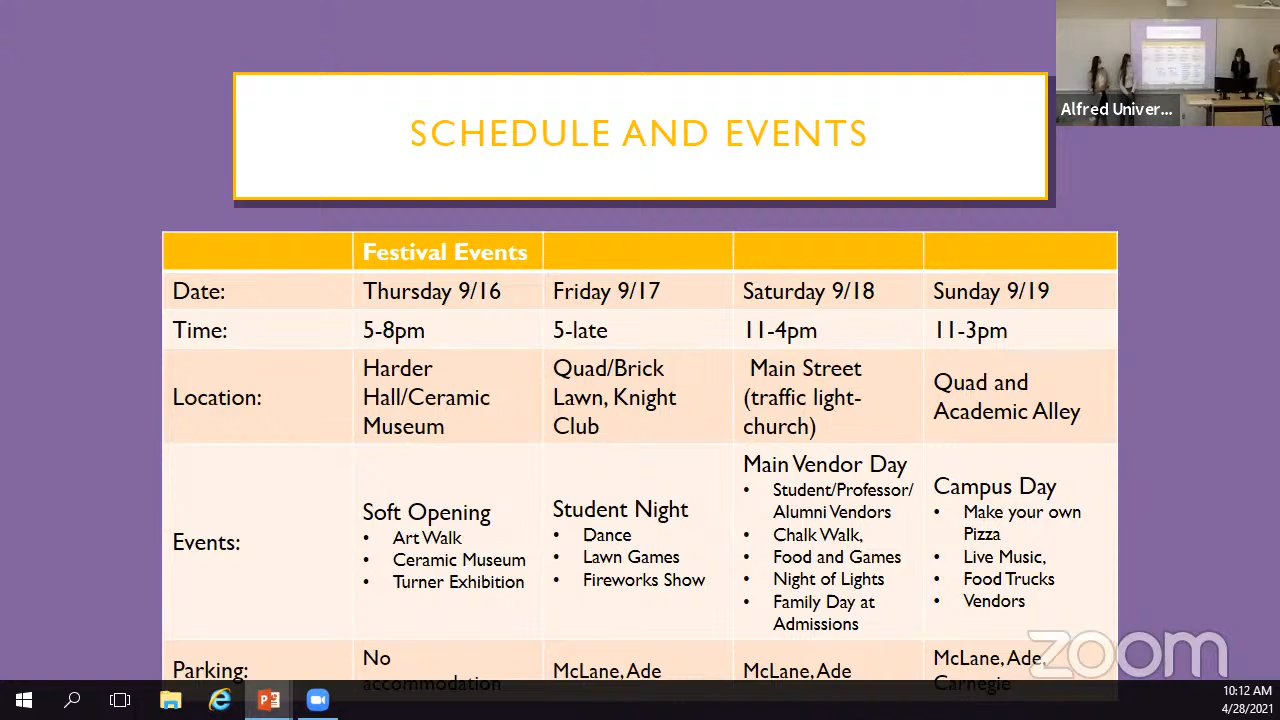 Alfred Univer...
SCHEDULE AND EVENTS
Festival Events
Date: Thursday 9/16 Friday 9/17 Saturday 9/18 Sunday 9/19
Time: 5-8pm 5-late 11-4pm 11-3pm
Location:
Harder
Hall/Ceramic
Museum
Quad/Brick
Lawn, Knight
Club
Main Street
(traffic light-
church)
Quad and
Academic Alley
Events:
Soft Opening
• Art Walk
• Ceramic Museum
• Turner Exhibition
Student Night
• Dance
• Lawn Games
• Fireworks Show
Main Vendor Day
• Student/Professor/
Alumni Vendors
• Chalk Walk,
• Food and Games
• Night of Lights
• Family Day at
Admissions
Campus Day
• Make your own
Pizza
• Live Music,
• Food Trucks
• Vendors
Parking:
No
accommodation
McLane, Ade
McLane, Ade
McLane, Ade,
Carnegie
zoom
10:12 AM
4/28/2021